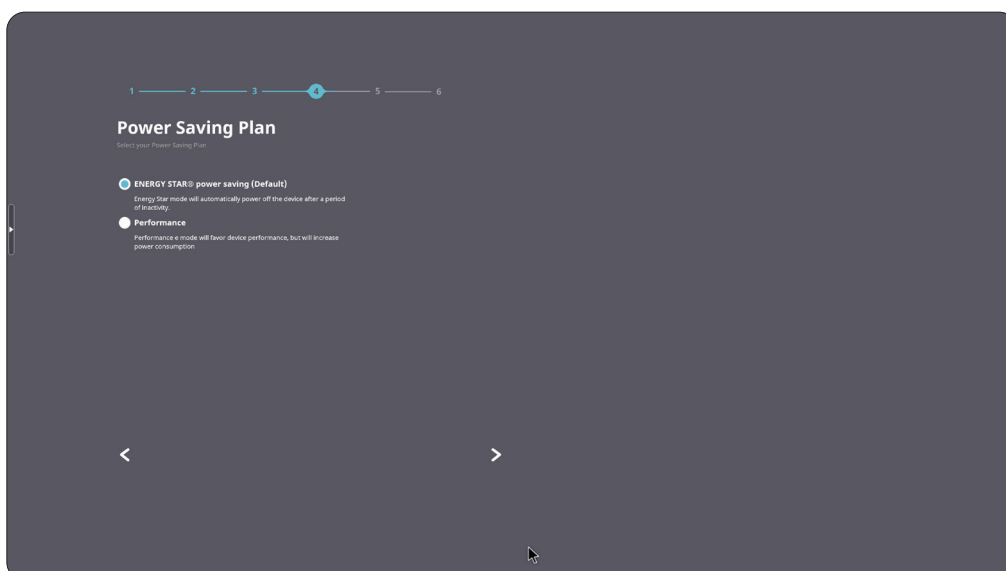 1 2 3 4 5 6
Power Saving Plan
Select your Power Saving Plan
ENERGY STAR® power saving (Default)
Energy Star mode will automatically power off the device after a period
of inactivity.
Performance
Performance e mode will favor device performance, but will increase
power consumption